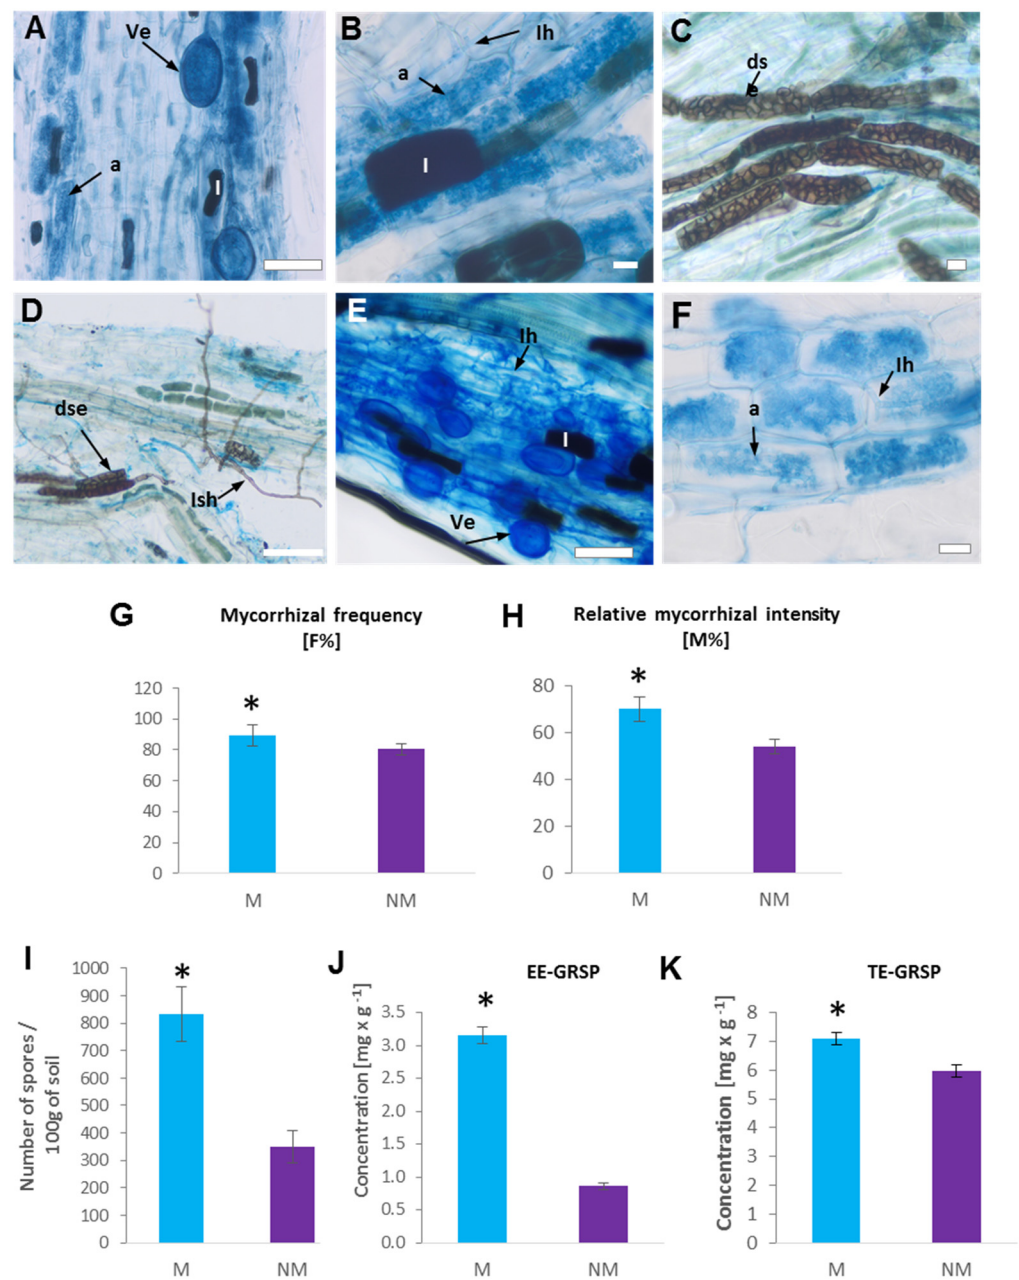 A
Ve
a
I
B
Ih
a
I
C
ds
e
D
dse
Ish
E
Ih
I
Ve
F
Ih
a
G
Mycorrhizal frequency
[F%]
120
100
80
60
40
20
0
*
M
NM
H
Relative mycorrhizal intensity
[M%]
80
60
40
20
0
*
M
NM
I
Number of spores /
100g of soil
1000
900
800
700
600
500
400
300
200
100
0
*
M
NM
J
EE-GRSP
Concentration [mg x g -1]
3.5
3.0
2.5
2.0
1.5
1.0
0.5
0.0
*
M
NM
K
TE-GRSP
Concentration [mg x g -1]
8
7
6
5
4
3
2
1
0
*
M
NM